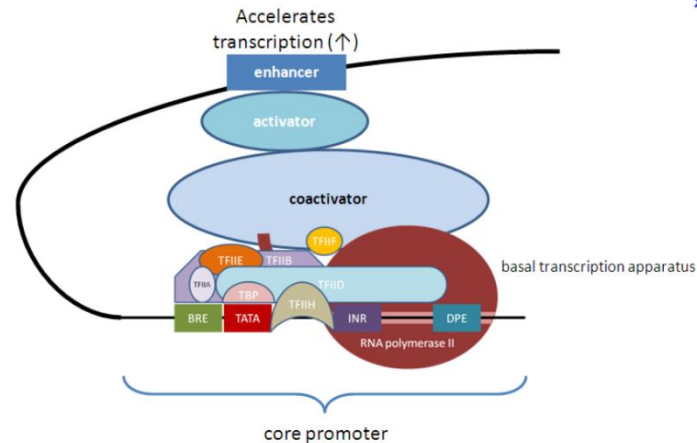 Accelerates
transcription (↑)
enhancer
activator
coactivator
TFIIF
TFIIE
TFIIB
basal transcription apparatus
TFIIA
TFIID
TBP
TFIIH
BRE
TATA
INR
DPE
RNA polymerase II
core promoter